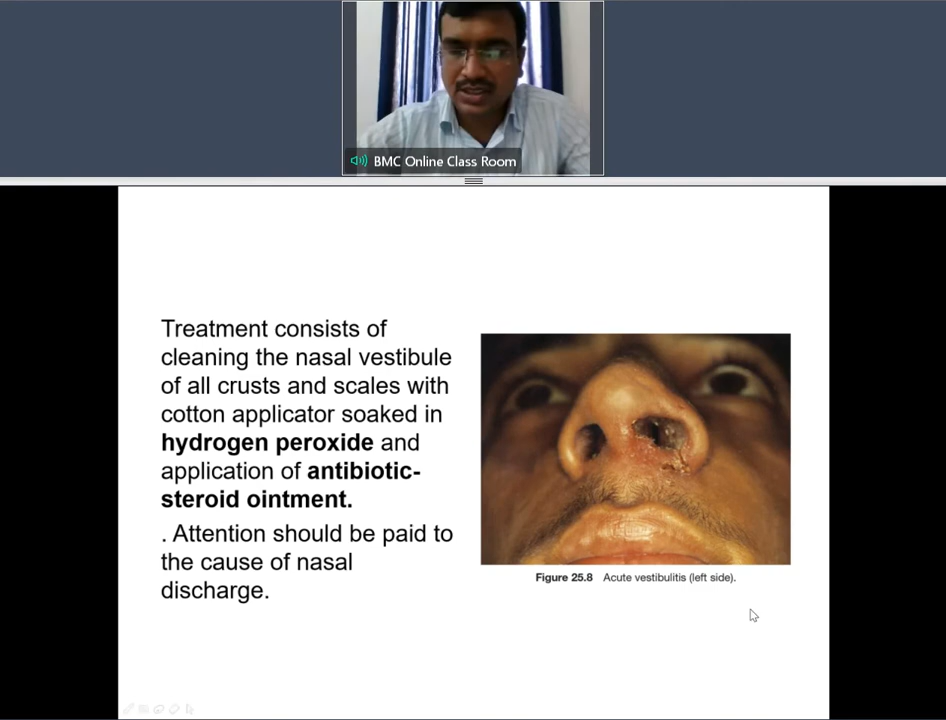 BMC Online Class Room
Treatment consists of
cleaning the nasal vestibule
of all crusts and scales with
cotton applicator soaked in
hydrogen peroxide and
application of antibiotic-
steroid ointment.
. Attention should be paid to
the cause of nasal
discharge.
Figure 25.8 Acute vestibulitis (left side).